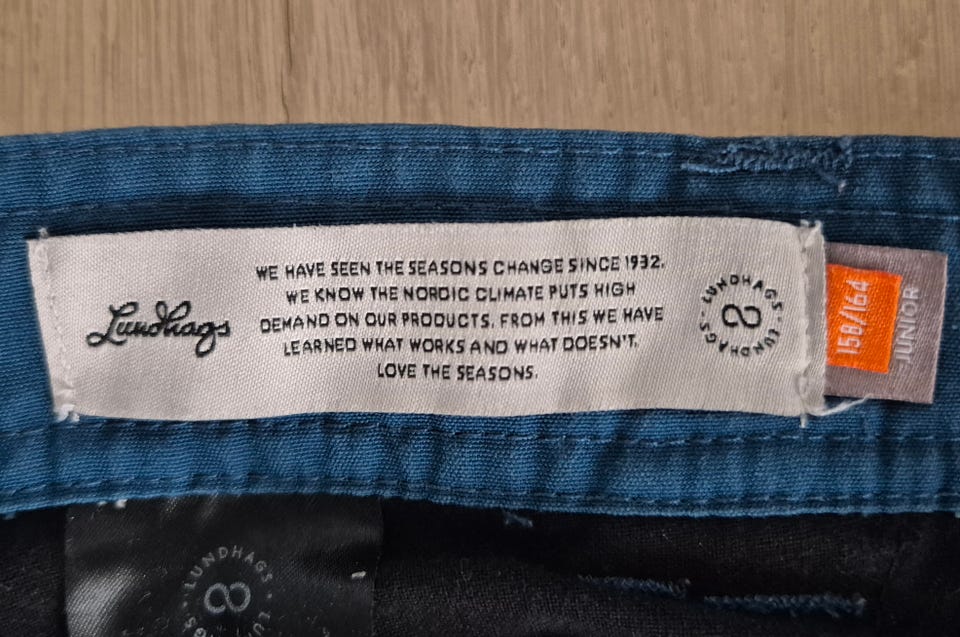 Lundhags
WE HAVE SEEN THE SEASONS CHANGE SINCE 1932.
WE KNOW THE NORDIC CLIMATE PUTS HIGH
DEMAND ON OUR PRODUCTS. FROM THIS WE HAVE
LEARNED WHAT WORKS AND WHAT DOESN'T.
LOVE THE SEASONS.
LUNDHAGS · LUNDHAGS ·
158/164
JUNIOR
LUNDHAGS